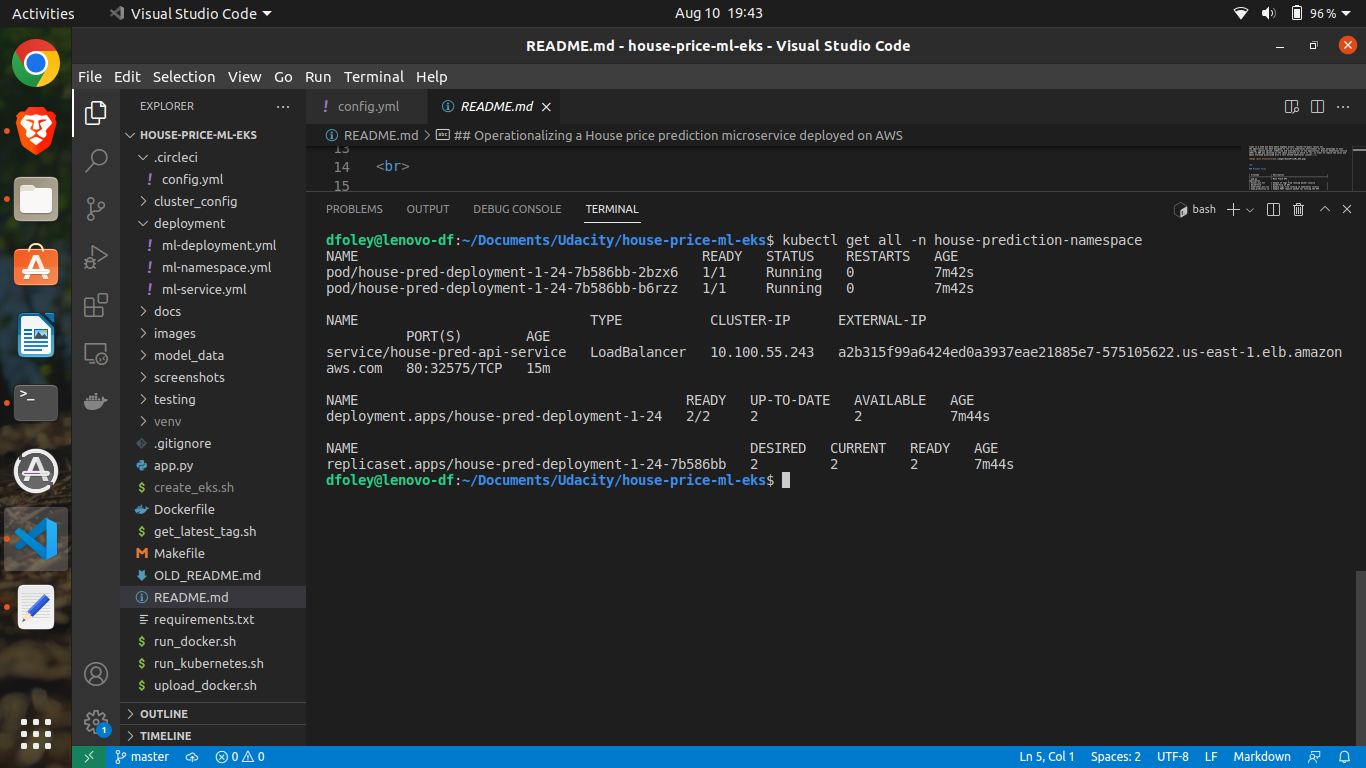 Activities Visual Studio Code Aug 10 19:43 96 %
README.md - house-price-ml-eks - Visual Studio Code
File Edit Selection View Go Run Terminal Help
EXPLORER
HOUSE-PRICE-ML-EKS
.circleci
config.yml
cluster_config
deployment
ml-deployment.yml
ml-namespace.yml
ml-service.yml
docs
images
model_data
screenshots
testing
venv
.gitignore
app.py
create_eks.sh
Dockerfile
get_latest_tag.sh
Makefile
OLD_README.md
README.md
requirements.txt
run_docker.sh
run_kubernetes.sh
upload_docker.sh
OUTLINE
TIMELINE
config.yml README.md
README.md > ## Operationalizing a House price prediction microservice deployed on AWS
13
14 <br>
15
PROBLEMS OUTPUT DEBUG CONSOLE TERMINAL bash
dfoley@lenovo-df:~/Documents/Udacity/house-price-ml-eks$ kubectl get all -n house-prediction-namespace
NAME READY STATUS RESTARTS AGE
pod/house-pred-deployment-1-24-7b586bb-2bzx6 1/1 Running 0 7m42s
pod/house-pred-deployment-1-24-7b586bb-b6rzz 1/1 Running 0 7m42s
NAME TYPE CLUSTER-IP EXTERNAL-IP
PORT(S) AGE
service/house-pred-api-service LoadBalancer 10.100.55.243 a2b315f99a6424ed0a3937eae21885e7-575105622.us-east-1.elb.amazon
aws.com 80:32575/TCP 15m
NAME READY UP-TO-DATE AVAILABLE AGE
deployment.apps/house-pred-deployment-1-24 2/2 2 2 7m44s
NAME DESIRED CURRENT READY AGE
replicaset.apps/house-pred-deployment-1-24-7b586bb 2 2 2 7m44s
dfoley@lenovo-df:~/Documents/Udacity/house-price-ml-eks$
1
master 0 0 Ln 5, Col 1 Spaces: 2 UTF-8 LF Markdown